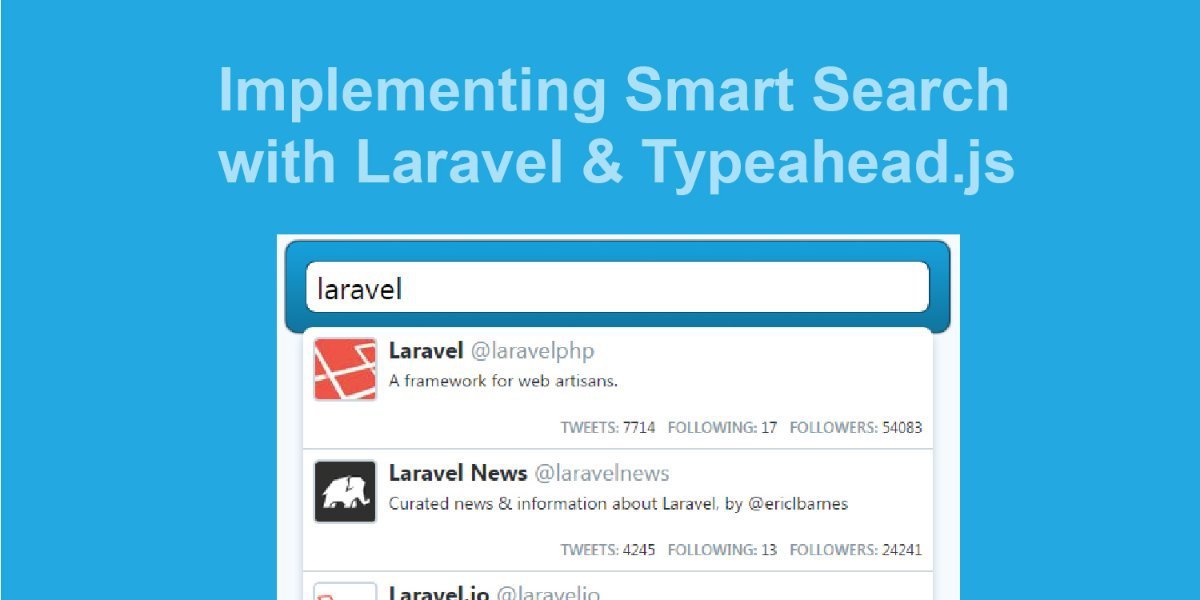 Implementing Smart Search
with Laravel & Typeahead.js
laravel
Laravel @laravelphp
A framework for web artisans.
TWEETS: 7714 FOLLOWING: 17 FOLLOWERS: 54083
Laravel News @laravelnews
Curated news & information about Laravel, by @ericlbarnes
TWEETS: 4245 FOLLOWING: 13 FOLLOWERS: 24241
Laravel.io @laravelio